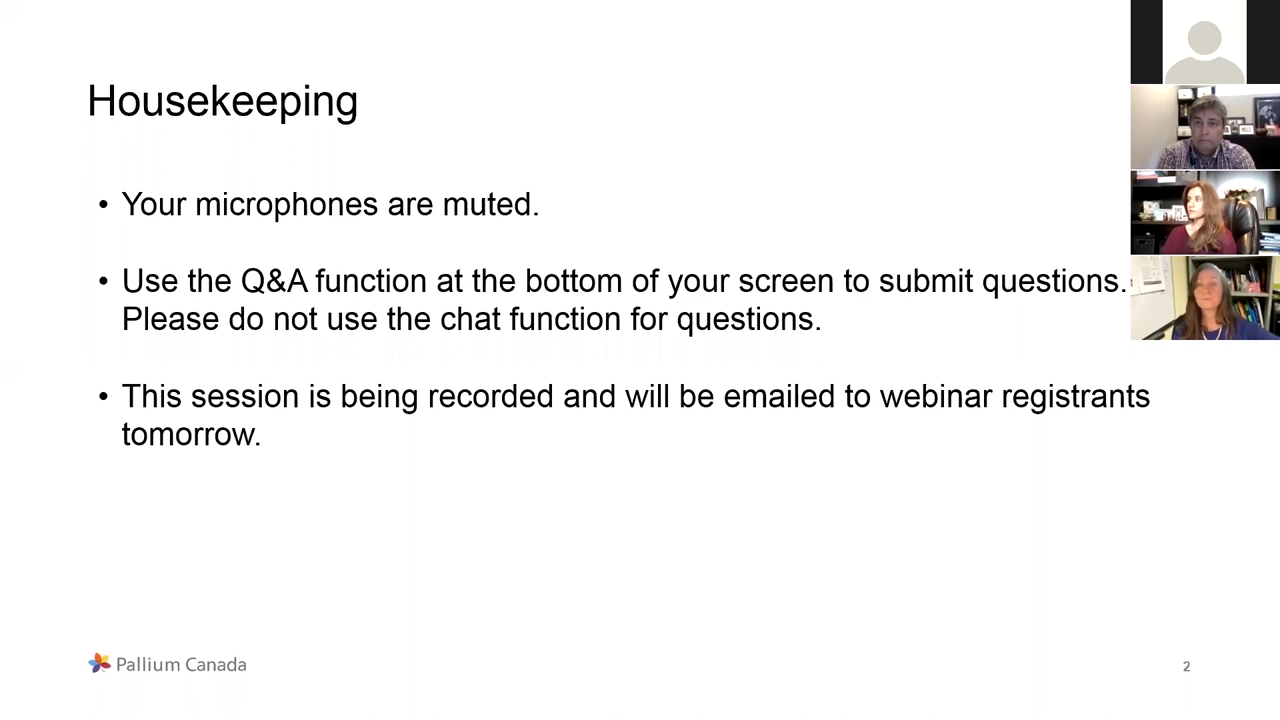 Housekeeping
• Your microphones are muted.
• Use the Q&A function at the bottom of your screen to submit questions.
Please do not use the chat function for questions.
• This session is being recorded and will be emailed to webinar registrants
tomorrow.
Pallium Canada
2